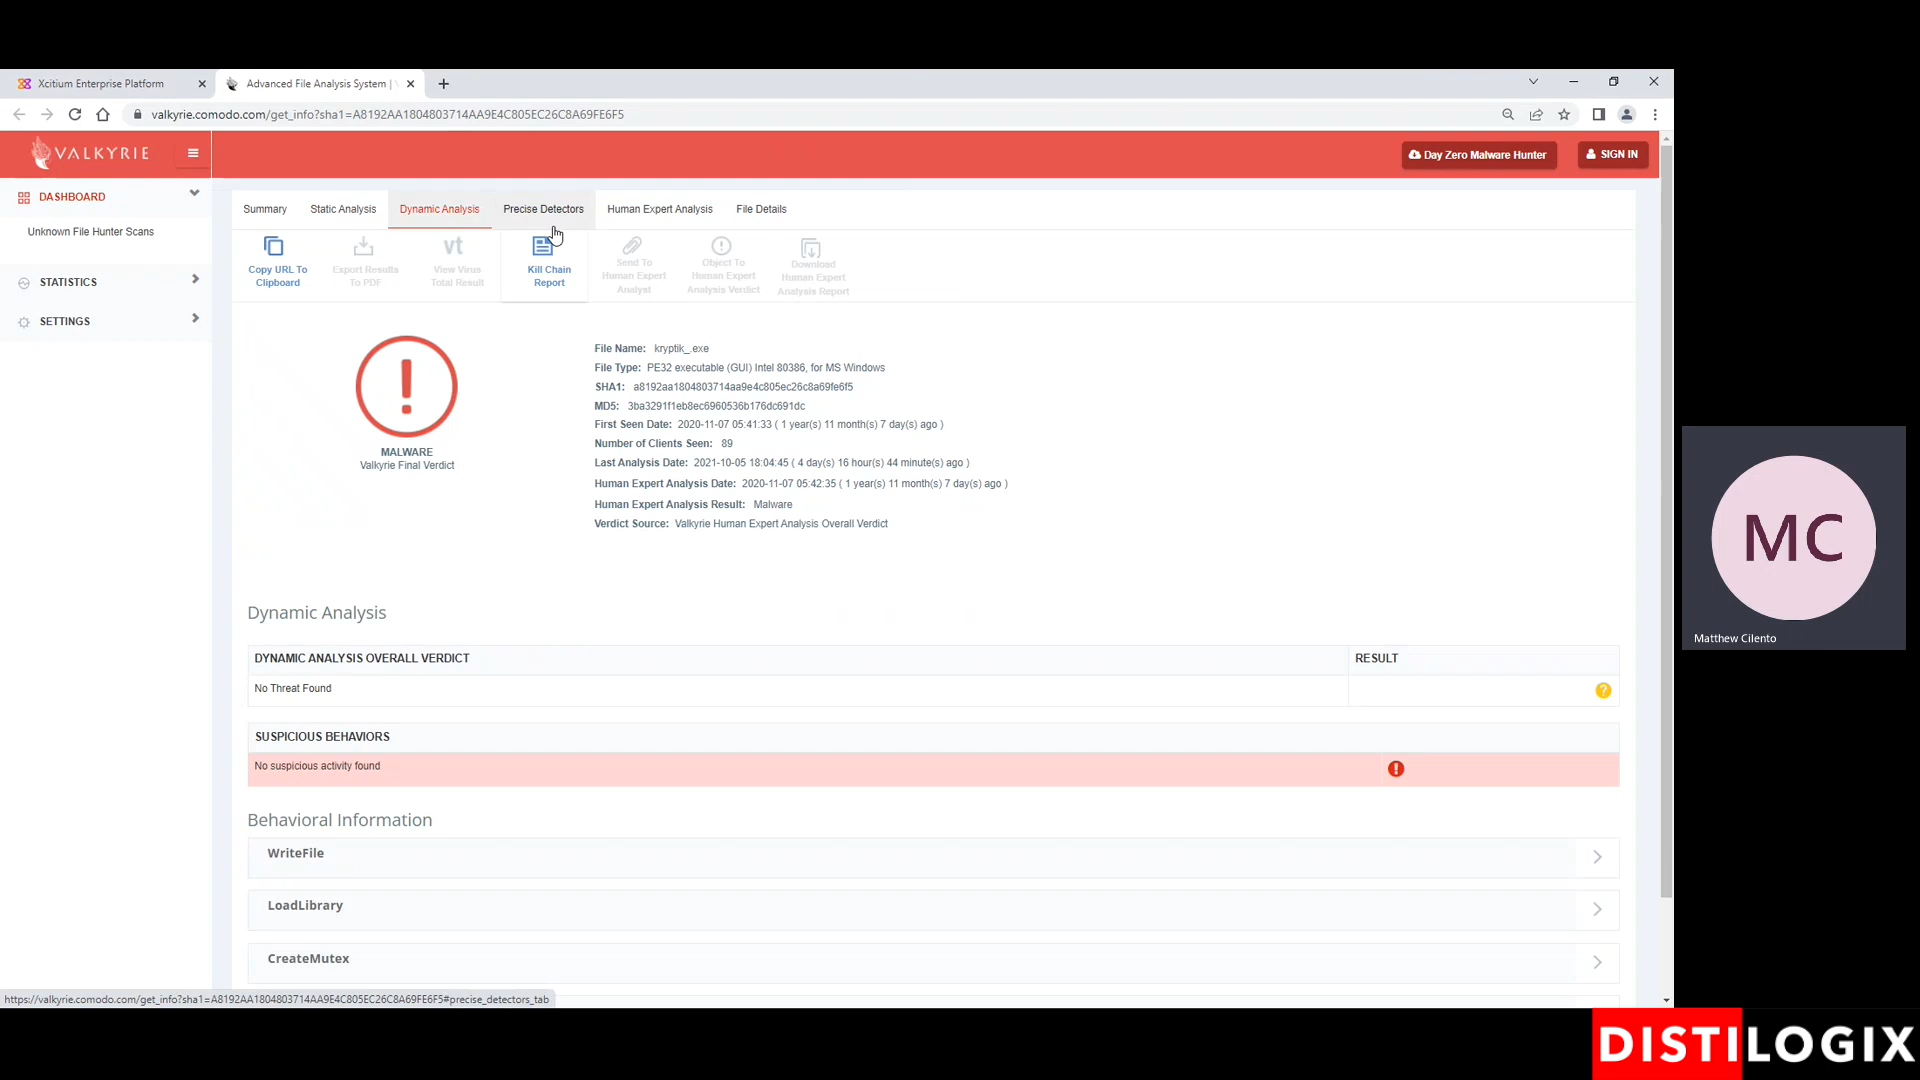 Xcitium Enterprise Platform
Advanced File Analysis System |
valkyrie.comodo.com/get_info?sha1=A8192AA1804803714AA9E4C805EC26C8A69FE6F5
VALKYRIE
Day Zero Malware Hunter
SIGN IN
DASHBOARD
Unknown File Hunter Scans
STATISTICS
SETTINGS
Summary
Static Analysis
Dynamic Analysis
Precise Detectors
Human Expert Analysis
File Details
Copy URL To
Clipboard
Export Results
To PDF
vt
View Virus
Total Result
Kill Chain
Report
Send To
Human Expert
Analyst
Object To
Human Expert
Analysis Verdict
Download
Human Expert
Analysis Report
MALWARE
Valkyrie Final Verdict
File Name: kryptik_.exe
File Type: PE32 executable (GUI) Intel 80386, for MS Windows
SHA1: a8192aa1804803714aa9e4c805ec26c8a69fe6f5
MD5: 3ba3291f1eb8ec6960536b176dc691dc
First Seen Date: 2020-11-07 05:41:33 ( 1 year(s) 11 month(s) 7 day(s) ago )
Number of Clients Seen: 89
Last Analysis Date: 2021-10-05 18:04:45 ( 4 day(s) 16 hour(s) 44 minute(s) ago )
Human Expert Analysis Date: 2020-11-07 05:42:35 ( 1 year(s) 11 month(s) 7 day(s) ago )
Human Expert Analysis Result: Malware
Verdict Source: Valkyrie Human Expert Analysis Overall Verdict
Dynamic Analysis
DYNAMIC ANALYSIS OVERALL VERDICT
RESULT
No Threat Found
?
SUSPICIOUS BEHAVIORS
No suspicious activity found
Behavioral Information
WriteFile
LoadLibrary
CreateMutex
https://valkyrie.comodo.com/get_info?sha1=A8192AA1804803714AA9E4C805EC26C8A69FE6F5#precise_detectors_tab
MC
Matthew Cilento
DISTILOGIX